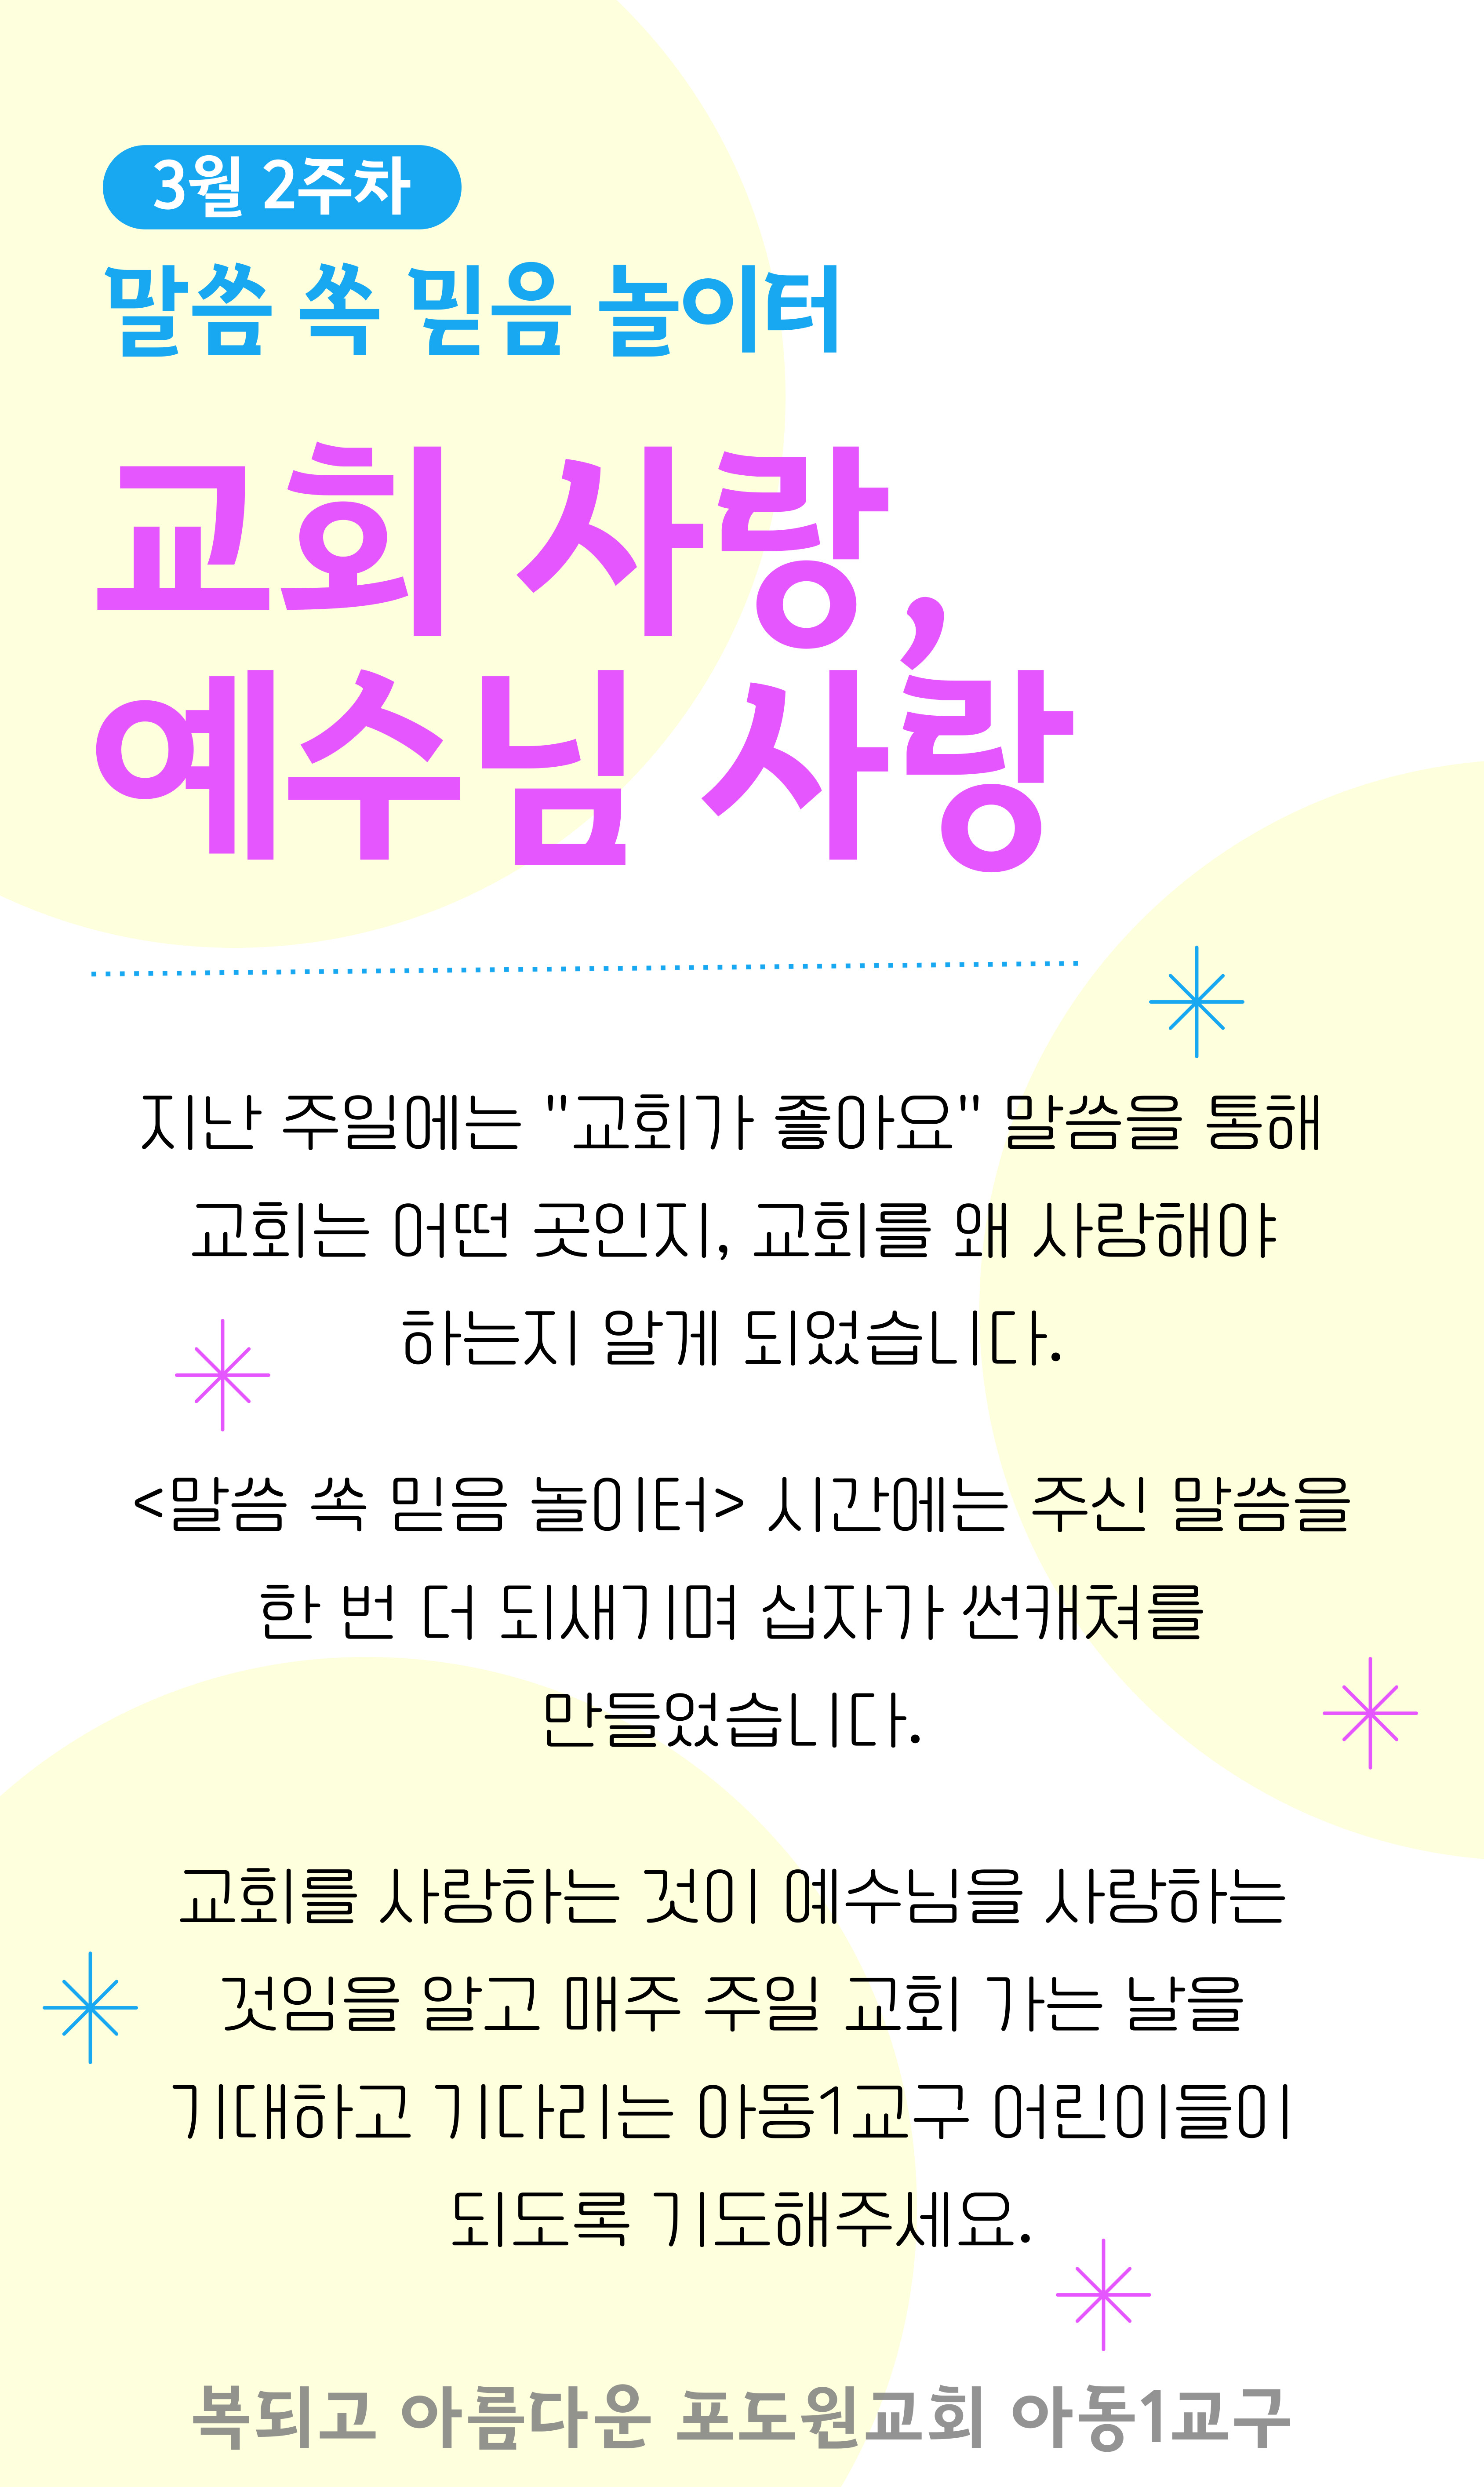 3월 2주차
말씀 쏙 믿음 놀이터
교회 사랑,
예수님 사랑
지난 주일에는 "교회가 좋아요" 말씀을 통해
교회는 어떤 곳인지, 교회를 왜 사랑해야
하는지 알게 되었습니다.
<말씀 쏙 믿음 놀이터> 시간에는 주신 말씀을
한 번 더 되새기며 십자가 썬캐쳐를
만들었습니다.
교회를 사랑하는 것이 예수님을 사랑하는
것임을 알고 매주 주일 교회 가는 날을
기대하고 기다리는 아동1교구 어린이들이
되도록 기도해주세요.
복되고 아름다운 포도원교회 아동1교구